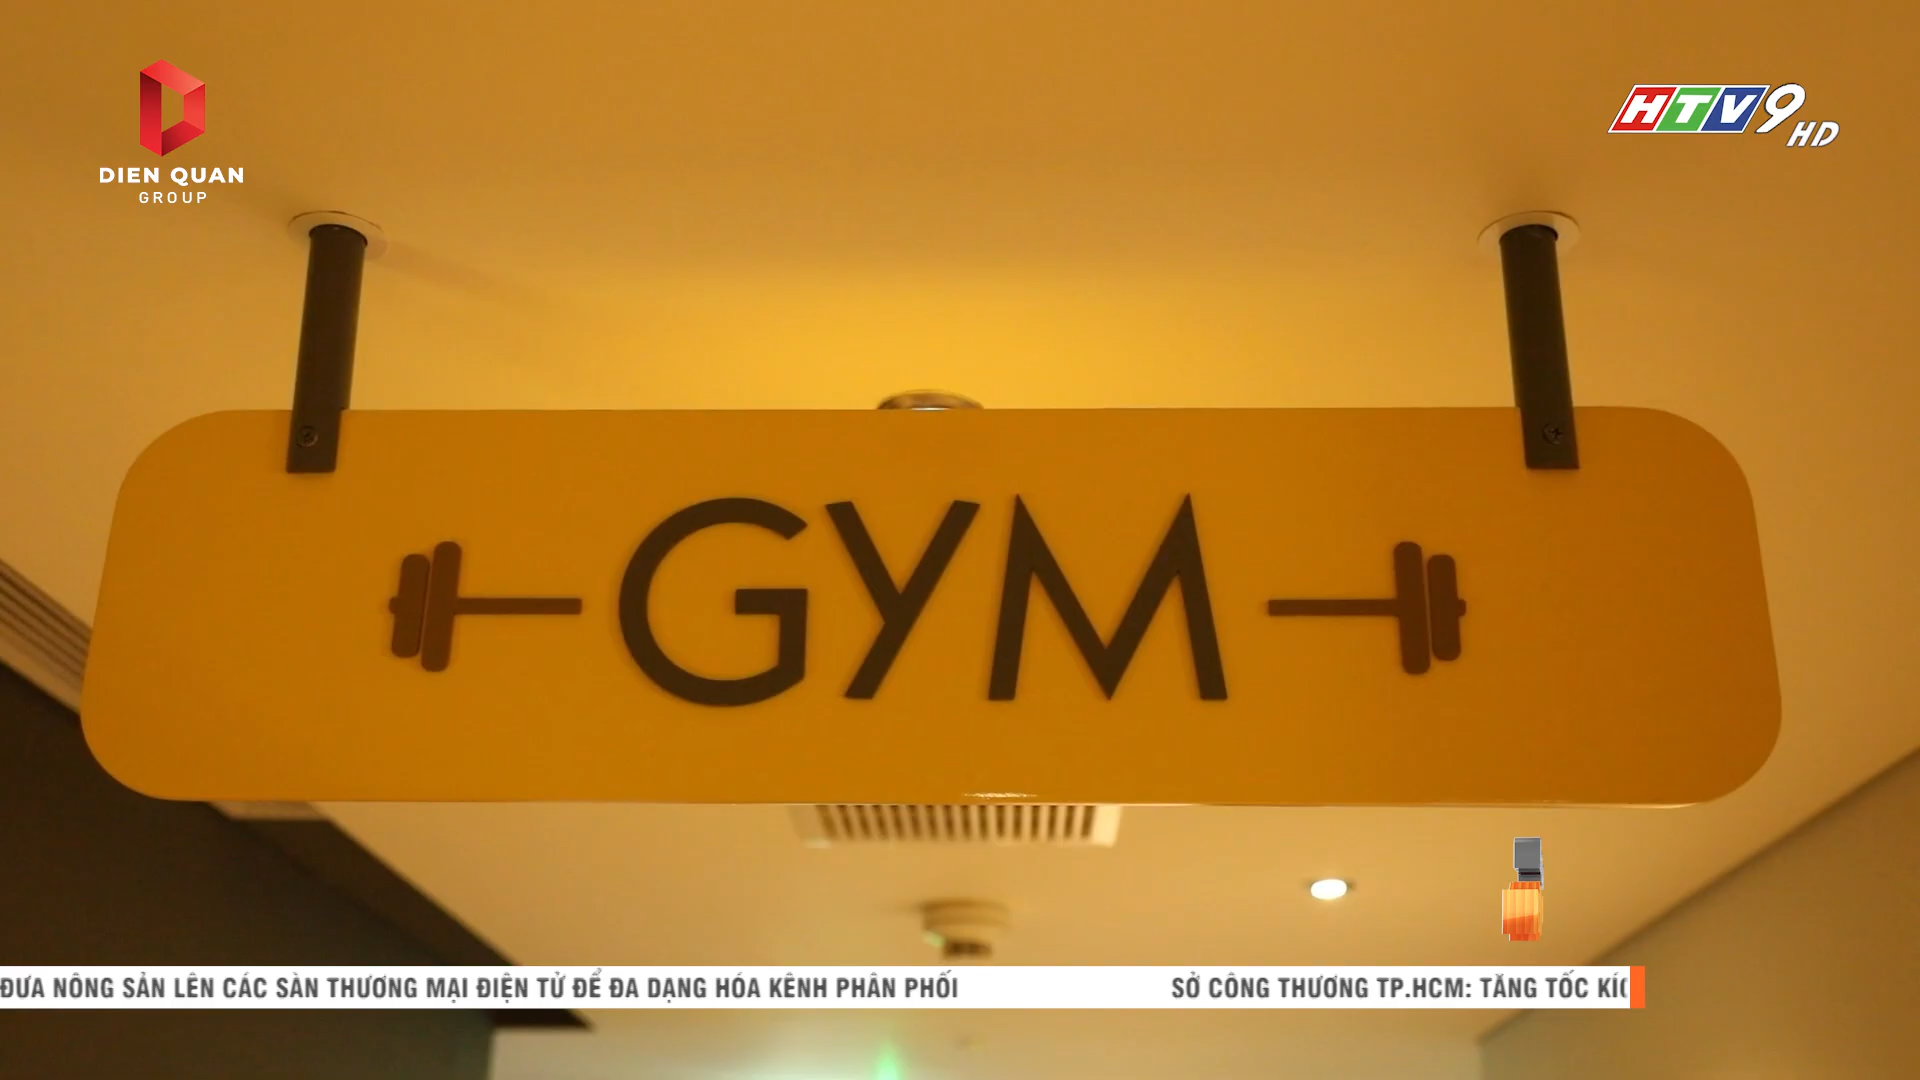 DIEN QUAN
GROUP
HTV9
HD
GYM
ĐƯA NÔNG SẢN LÊN CÁC SÀN THƯƠNG MẠI ĐIỆN TỬ ĐỂ ĐA DẠNG HÓA KÊNH PHÂN PHỐI
SỞ CÔNG THƯƠNG TP.HCM: TĂNG TỐC